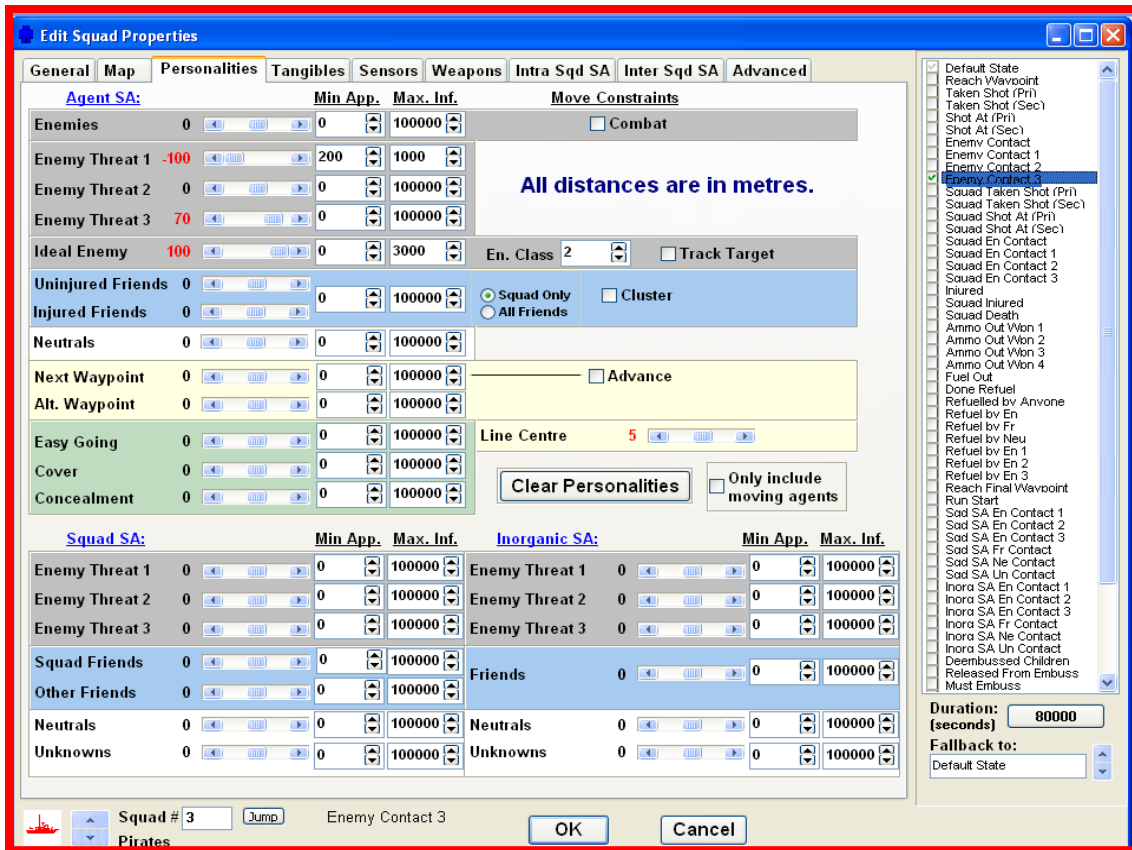 Edit Squad Properties
General Map Personalities Tangibles Sensors Weapons Intra Sqd SA Inter Sqd SA Advanced
Agent SA: Min App. Max. Inf. Move Constraints
Enemies 0 0 100000 Combat
Enemy Threat 1 -100 200 1000
All distances are in metres.
Enemy Threat 2 0 0 100000
Enemy Threat 3 70 0 100000
Ideal Enemy 100 0 3000 En. Class 2 Track Target
Uninjured Friends 0
0 100000 Squad Only Cluster
Injured Friends 0 All Friends
Neutrals 0 0 100000
Next Waypoint 0 0 100000 Advance
Alt. Waypoint 0 0 100000
Easy Going 0 0 100000 Line Centre 5
Cover 0 0 100000
Clear Personalities Only include moving agents
Concealment 0 0 100000
Squad SA: Min App. Max. Inf. Inorganic SA: Min App. Max. Inf.
Enemy Threat 1 0 0 100000 Enemy Threat 1 0 0 100000
Enemy Threat 2 0 0 100000 Enemy Threat 2 0 0 100000
Enemy Threat 3 0 0 100000 Enemy Threat 3 0 0 100000
Squad Friends 0 0 100000
Friends 0 0 100000
Other Friends 0 0 100000
Neutrals 0 0 100000 Neutrals 0 0 100000
Unknowns 0 0 100000 Unknowns 0 0 100000
Default State
Reach Waypoint
Taken Shot (Pri)
Taken Shot (Sec)
Shot At (Pri)
Shot At (Sec)
Enemy Contact
Enemy Contact 1
Enemy Contact 2
Enemy Contact 3
Squad Taken Shot (Pri)
Squad Taken Shot (Sec)
Squad Shot At (Pri)
Squad Shot At (Sec)
Squad En Contact
Squad En Contact 1
Squad En Contact 2
Squad En Contact 3
Injured
Squad Injured
Squad Death
Ammo Out Wpn 1
Ammo Out Wpn 2
Ammo Out Wpn 3
Ammo Out Wpn 4
Fuel Out
Done Refuel
Refuelled by Anyone
Refuel by En
Refuel by Fr
Refuel by Neu
Refuel by En 1
Refuel by En 2
Refuel by En 3
Reach Final Waypoint
Run Start
Sqd SA En Contact 1
Sqd SA En Contact 2
Sqd SA En Contact 3
Sqd SA Fr Contact
Sqd SA Ne Contact
Sqd SA Un Contact
Inorg SA En Contact 1
Inorg SA En Contact 2
Inorg SA En Contact 3
Inorg SA Fr Contact
Inorg SA Ne Contact
Inorg SA Un Contact
Deembussed Children
Released From Embuss
Must Embuss
Duration:
(seconds) 80000
Fallback to:
Default State
Squad # 3 Jump Enemy Contact 3 OK Cancel
Pirates